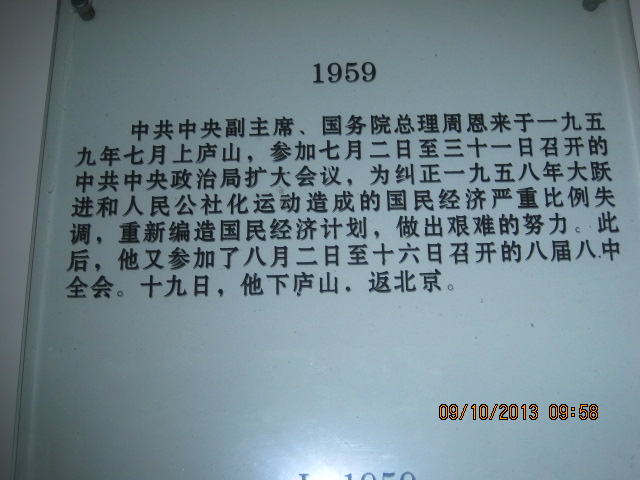 1959
中共中央副主席、国务院总理周恩来于一九五
九年七月上庐山，参加七月二日至三十一日召开的
中共中央政治局扩大会议，为纠正一九五八年大跃
进和人民公社化运动造成的国民经济严重比例失
调，重新编造国民经济计划，做出艰难的努力。此
后，他又参加了八月二日至十六日召开的八届八中
全会。十九日，他下庐山．返北京。
09/10/2013 09:58